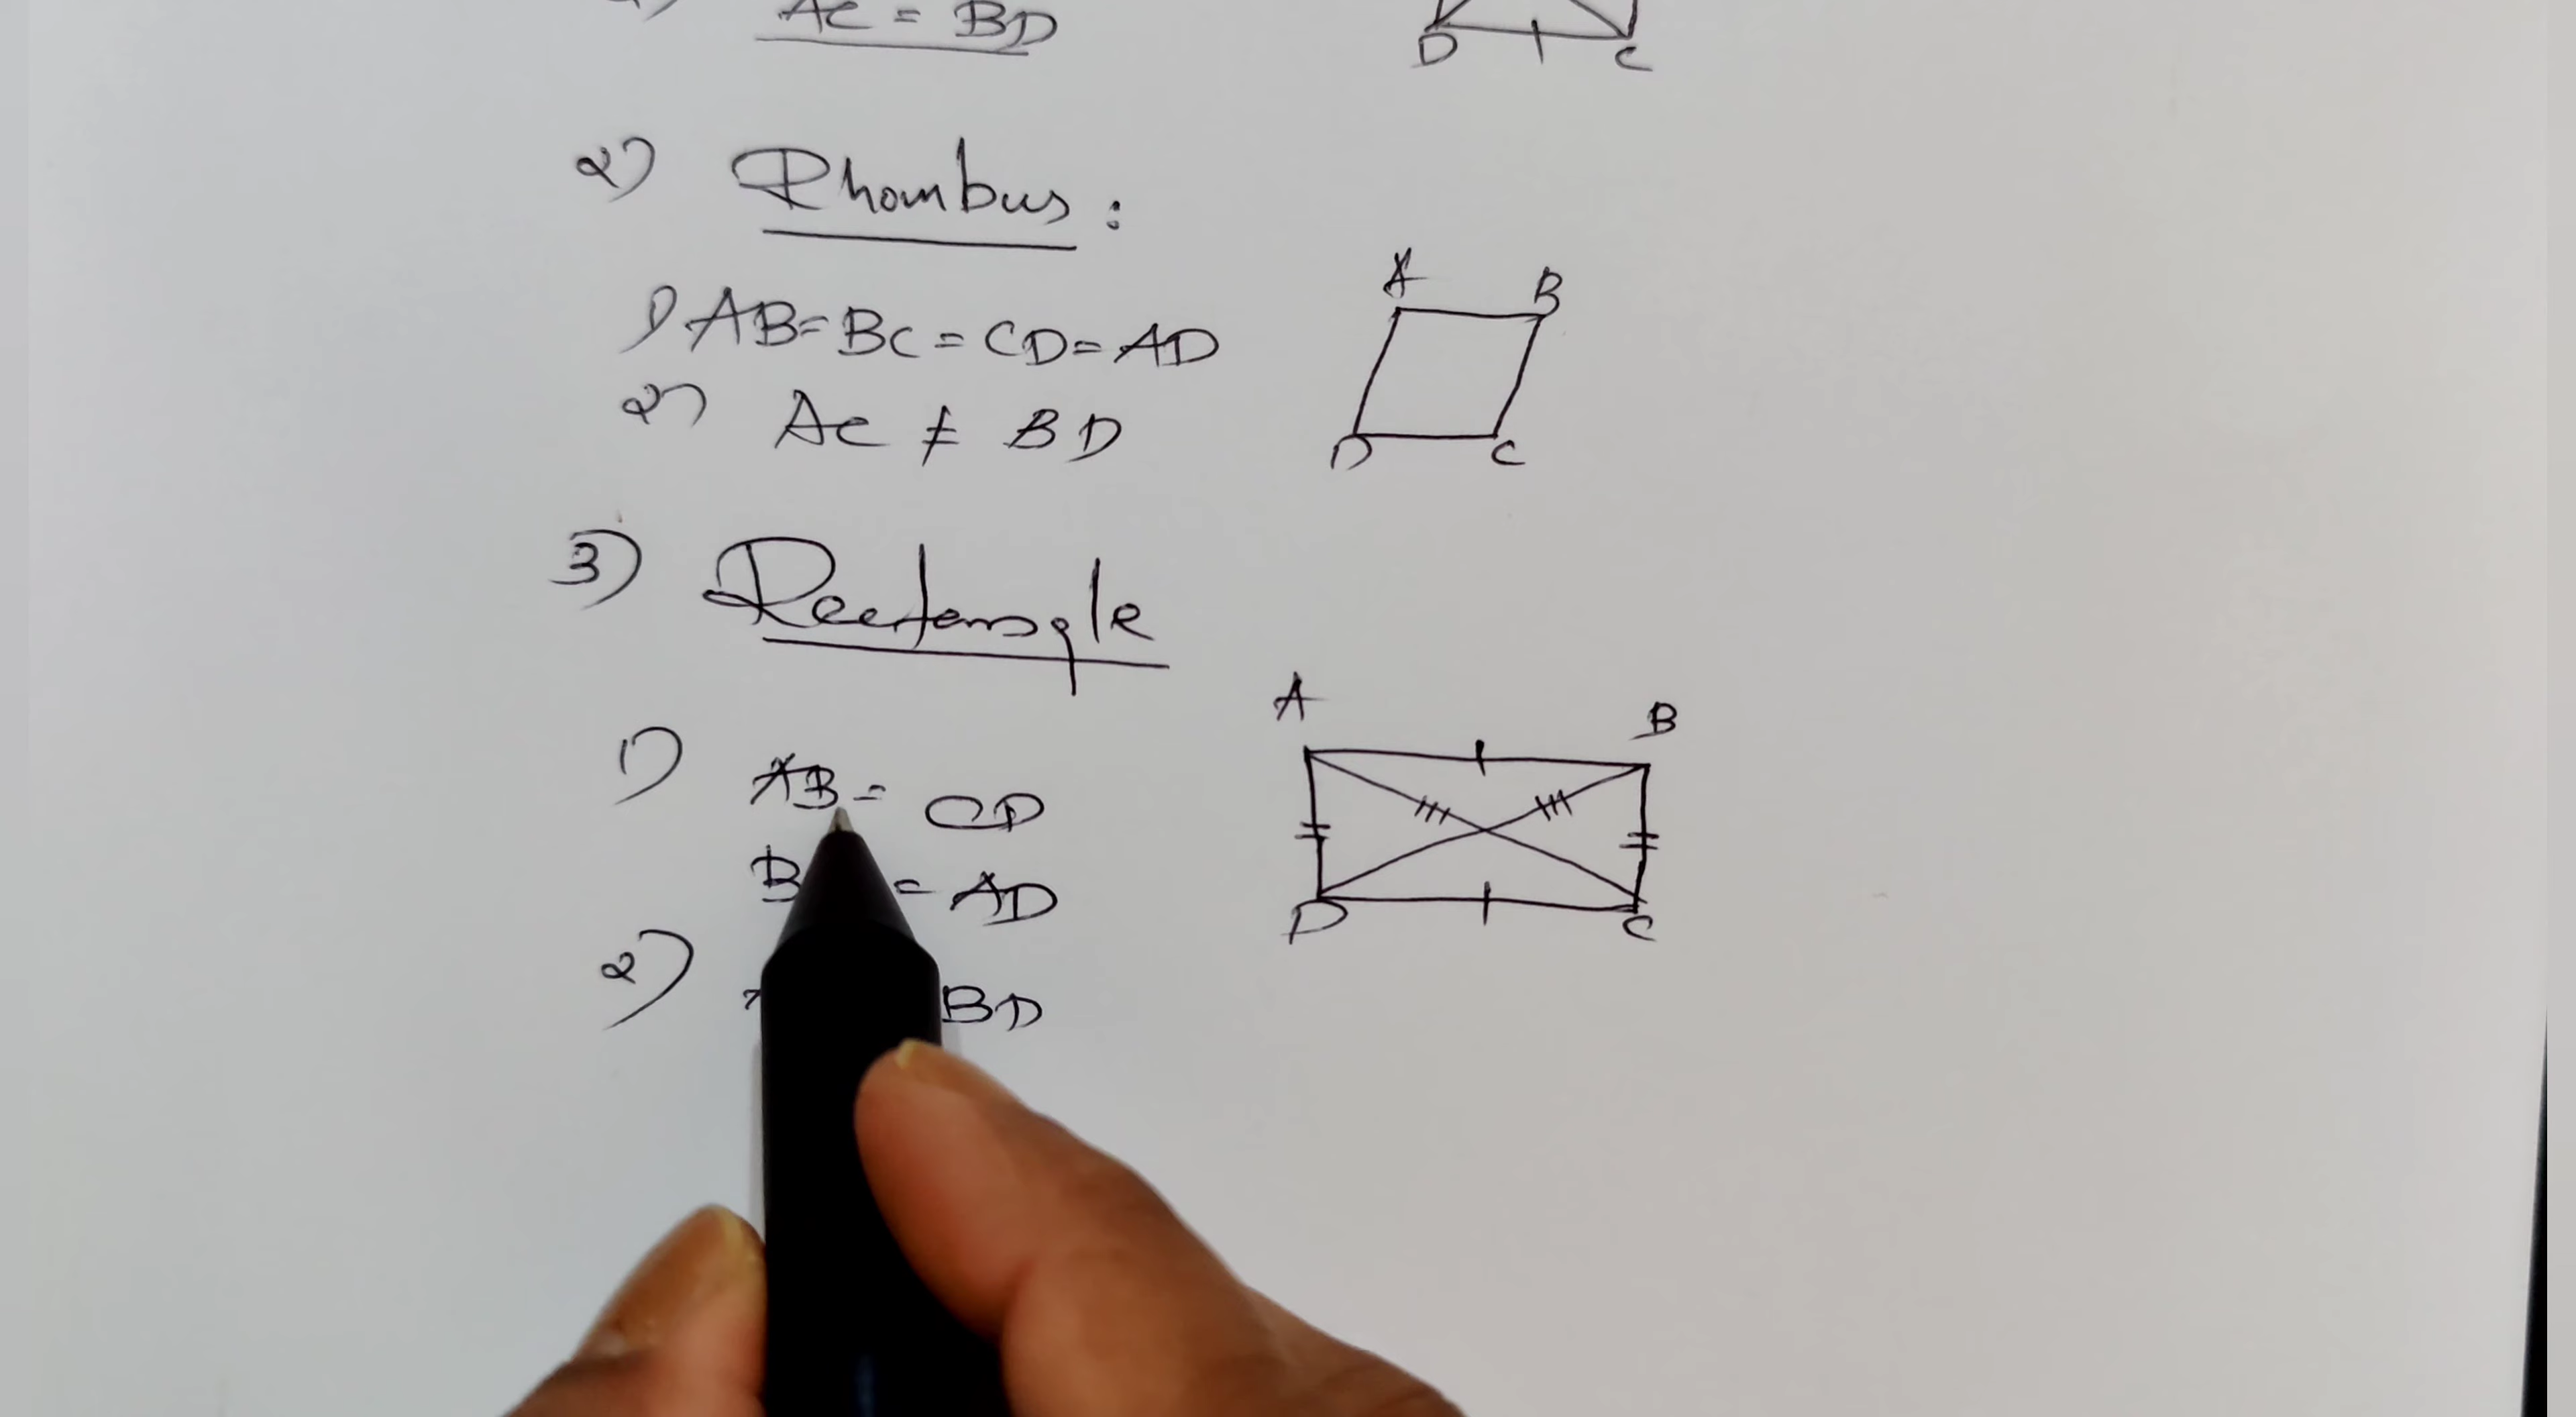 AC = BD
D C
2) Rhombus :
A B
1) AB=BC=CD=AD
2) AC ≠ BD
D C
3) Rectangle
A B
1) AB= CD
B = AD
D C
2) BD